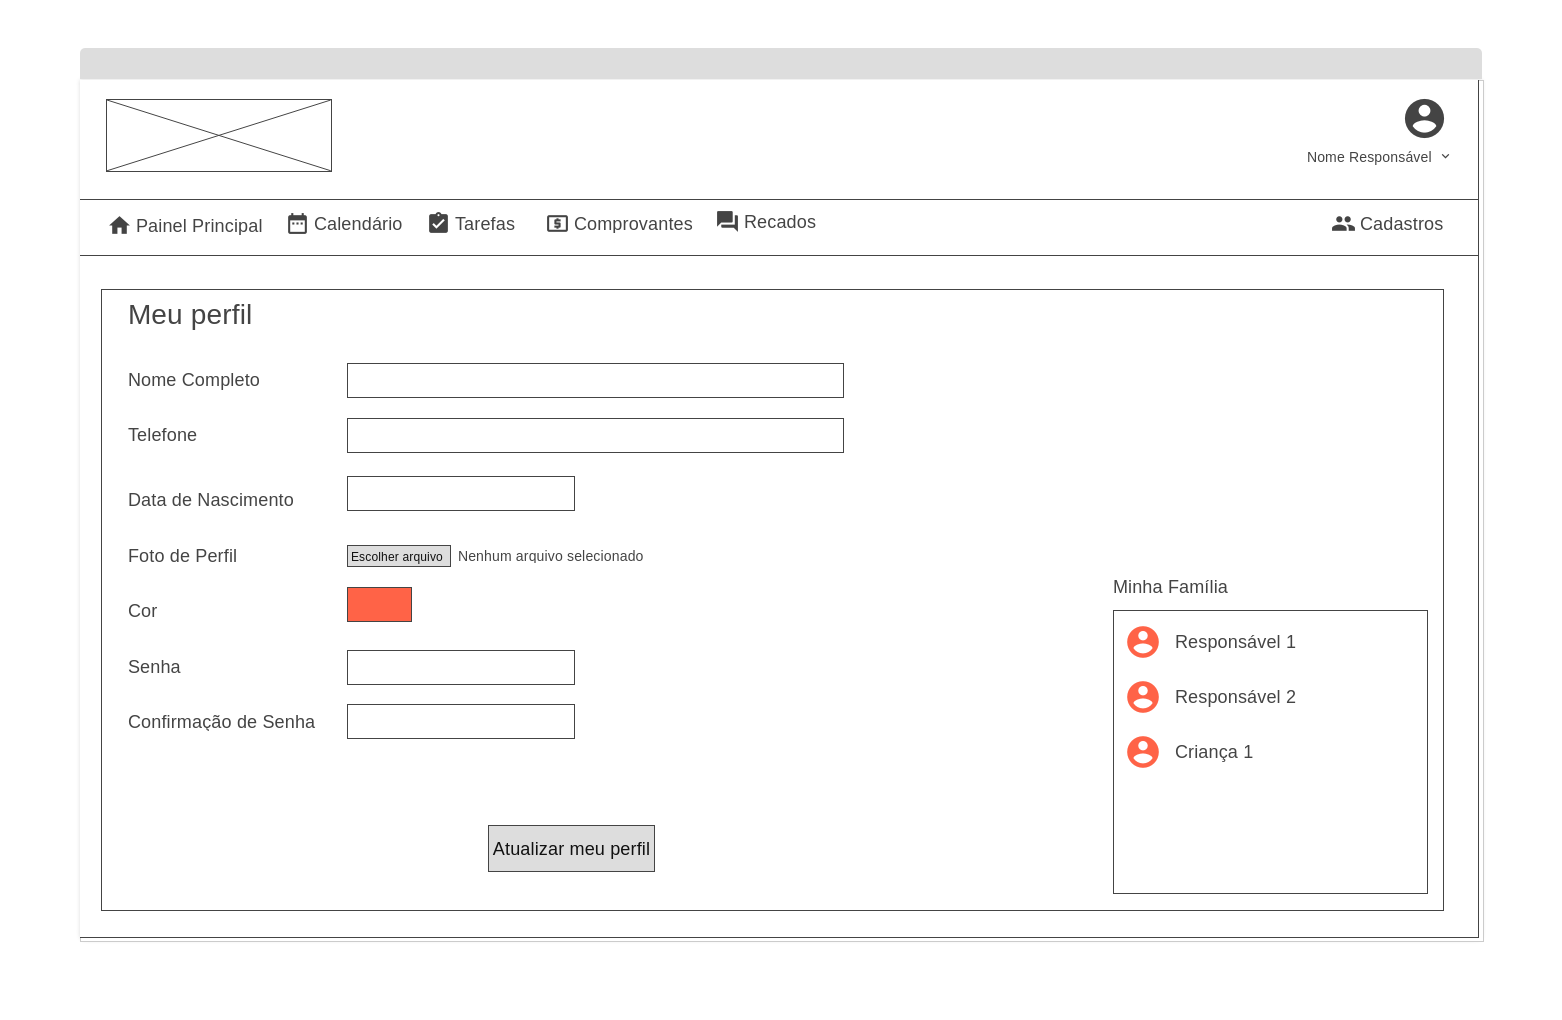 Nome Responsável
Painel Principal
Calendário
Tarefas
Comprovantes
Recados
Cadastros
Meu perfil
Nome Completo
Telefone
Data de Nascimento
Foto de Perfil
Escolher arquivo
Nenhum arquivo selecionado
Cor
Senha
Confirmação de Senha
Atualizar meu perfil
Minha Família
Responsável 1
Responsável 2
Criança 1